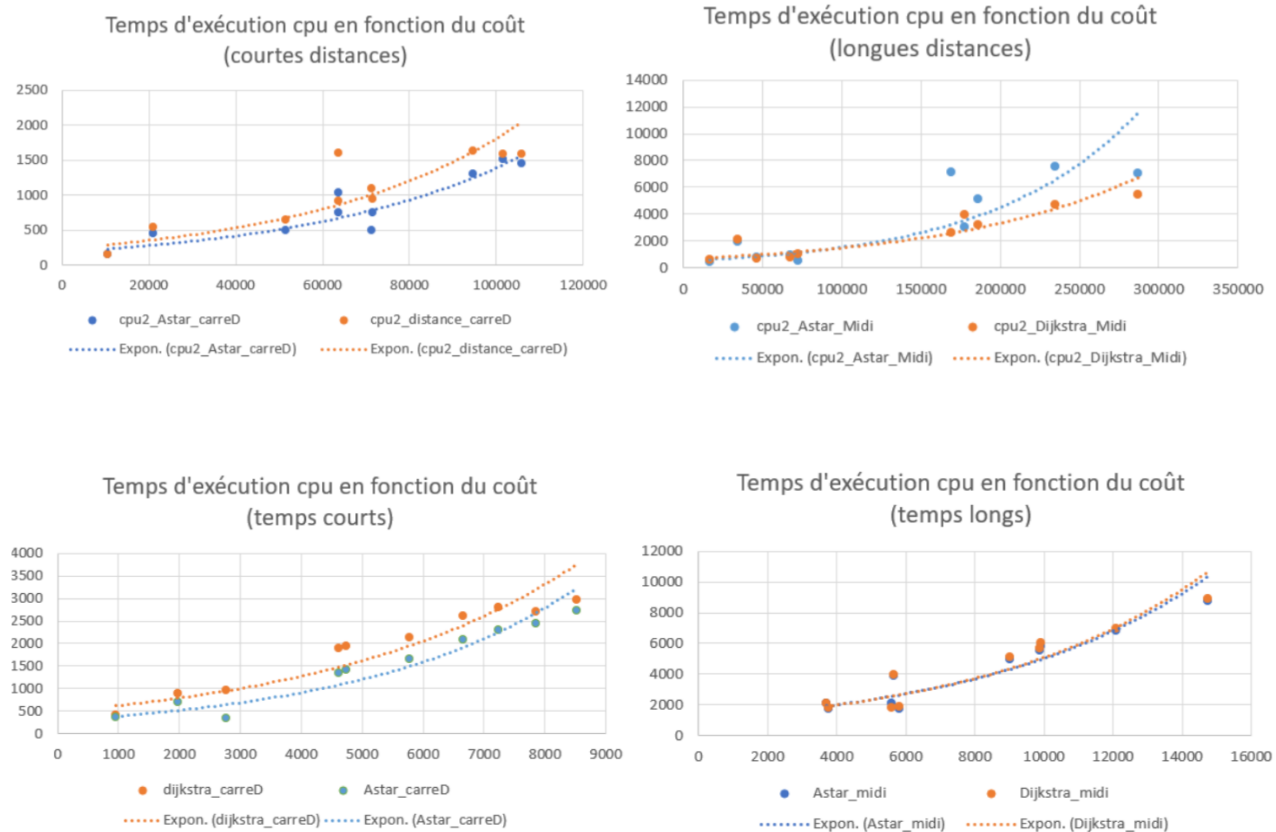 Temps d'exécution cpu en fonction du coût
(courtes distances)
2500
2000
1500
1000
500
0
0 20000 40000 60000 80000 100000 120000
cpu2_Astar_carreD cpu2_distance_carreD
Expon. (cpu2_Astar_carreD) Expon. (cpu2_distance_carreD)
Temps d'exécution cpu en fonction du coût
(longues distances)
14000
12000
10000
8000
6000
4000
2000
0
0 50000 100000 150000 200000 250000 300000 350000
cpu2_Astar_Midi cpu2_Dijkstra_Midi
Expon. (cpu2_Astar_Midi) Expon. (cpu2_Dijkstra_Midi)
Temps d'exécution cpu en fonction du coût
(temps courts)
4000
3500
3000
2500
2000
1500
1000
500
0
0 1000 2000 3000 4000 5000 6000 7000 8000 9000
dijkstra_carreD Astar_carreD
Expon. (dijkstra_carreD) Expon. (Astar_carreD)
Temps d'exécution cpu en fonction du coût
(temps longs)
12000
10000
8000
6000
4000
2000
0
0 2000 4000 6000 8000 10000 12000 14000 16000
Astar_midi Dijkstra_midi
Expon. (Astar_midi) Expon. (Dijkstra_midi)